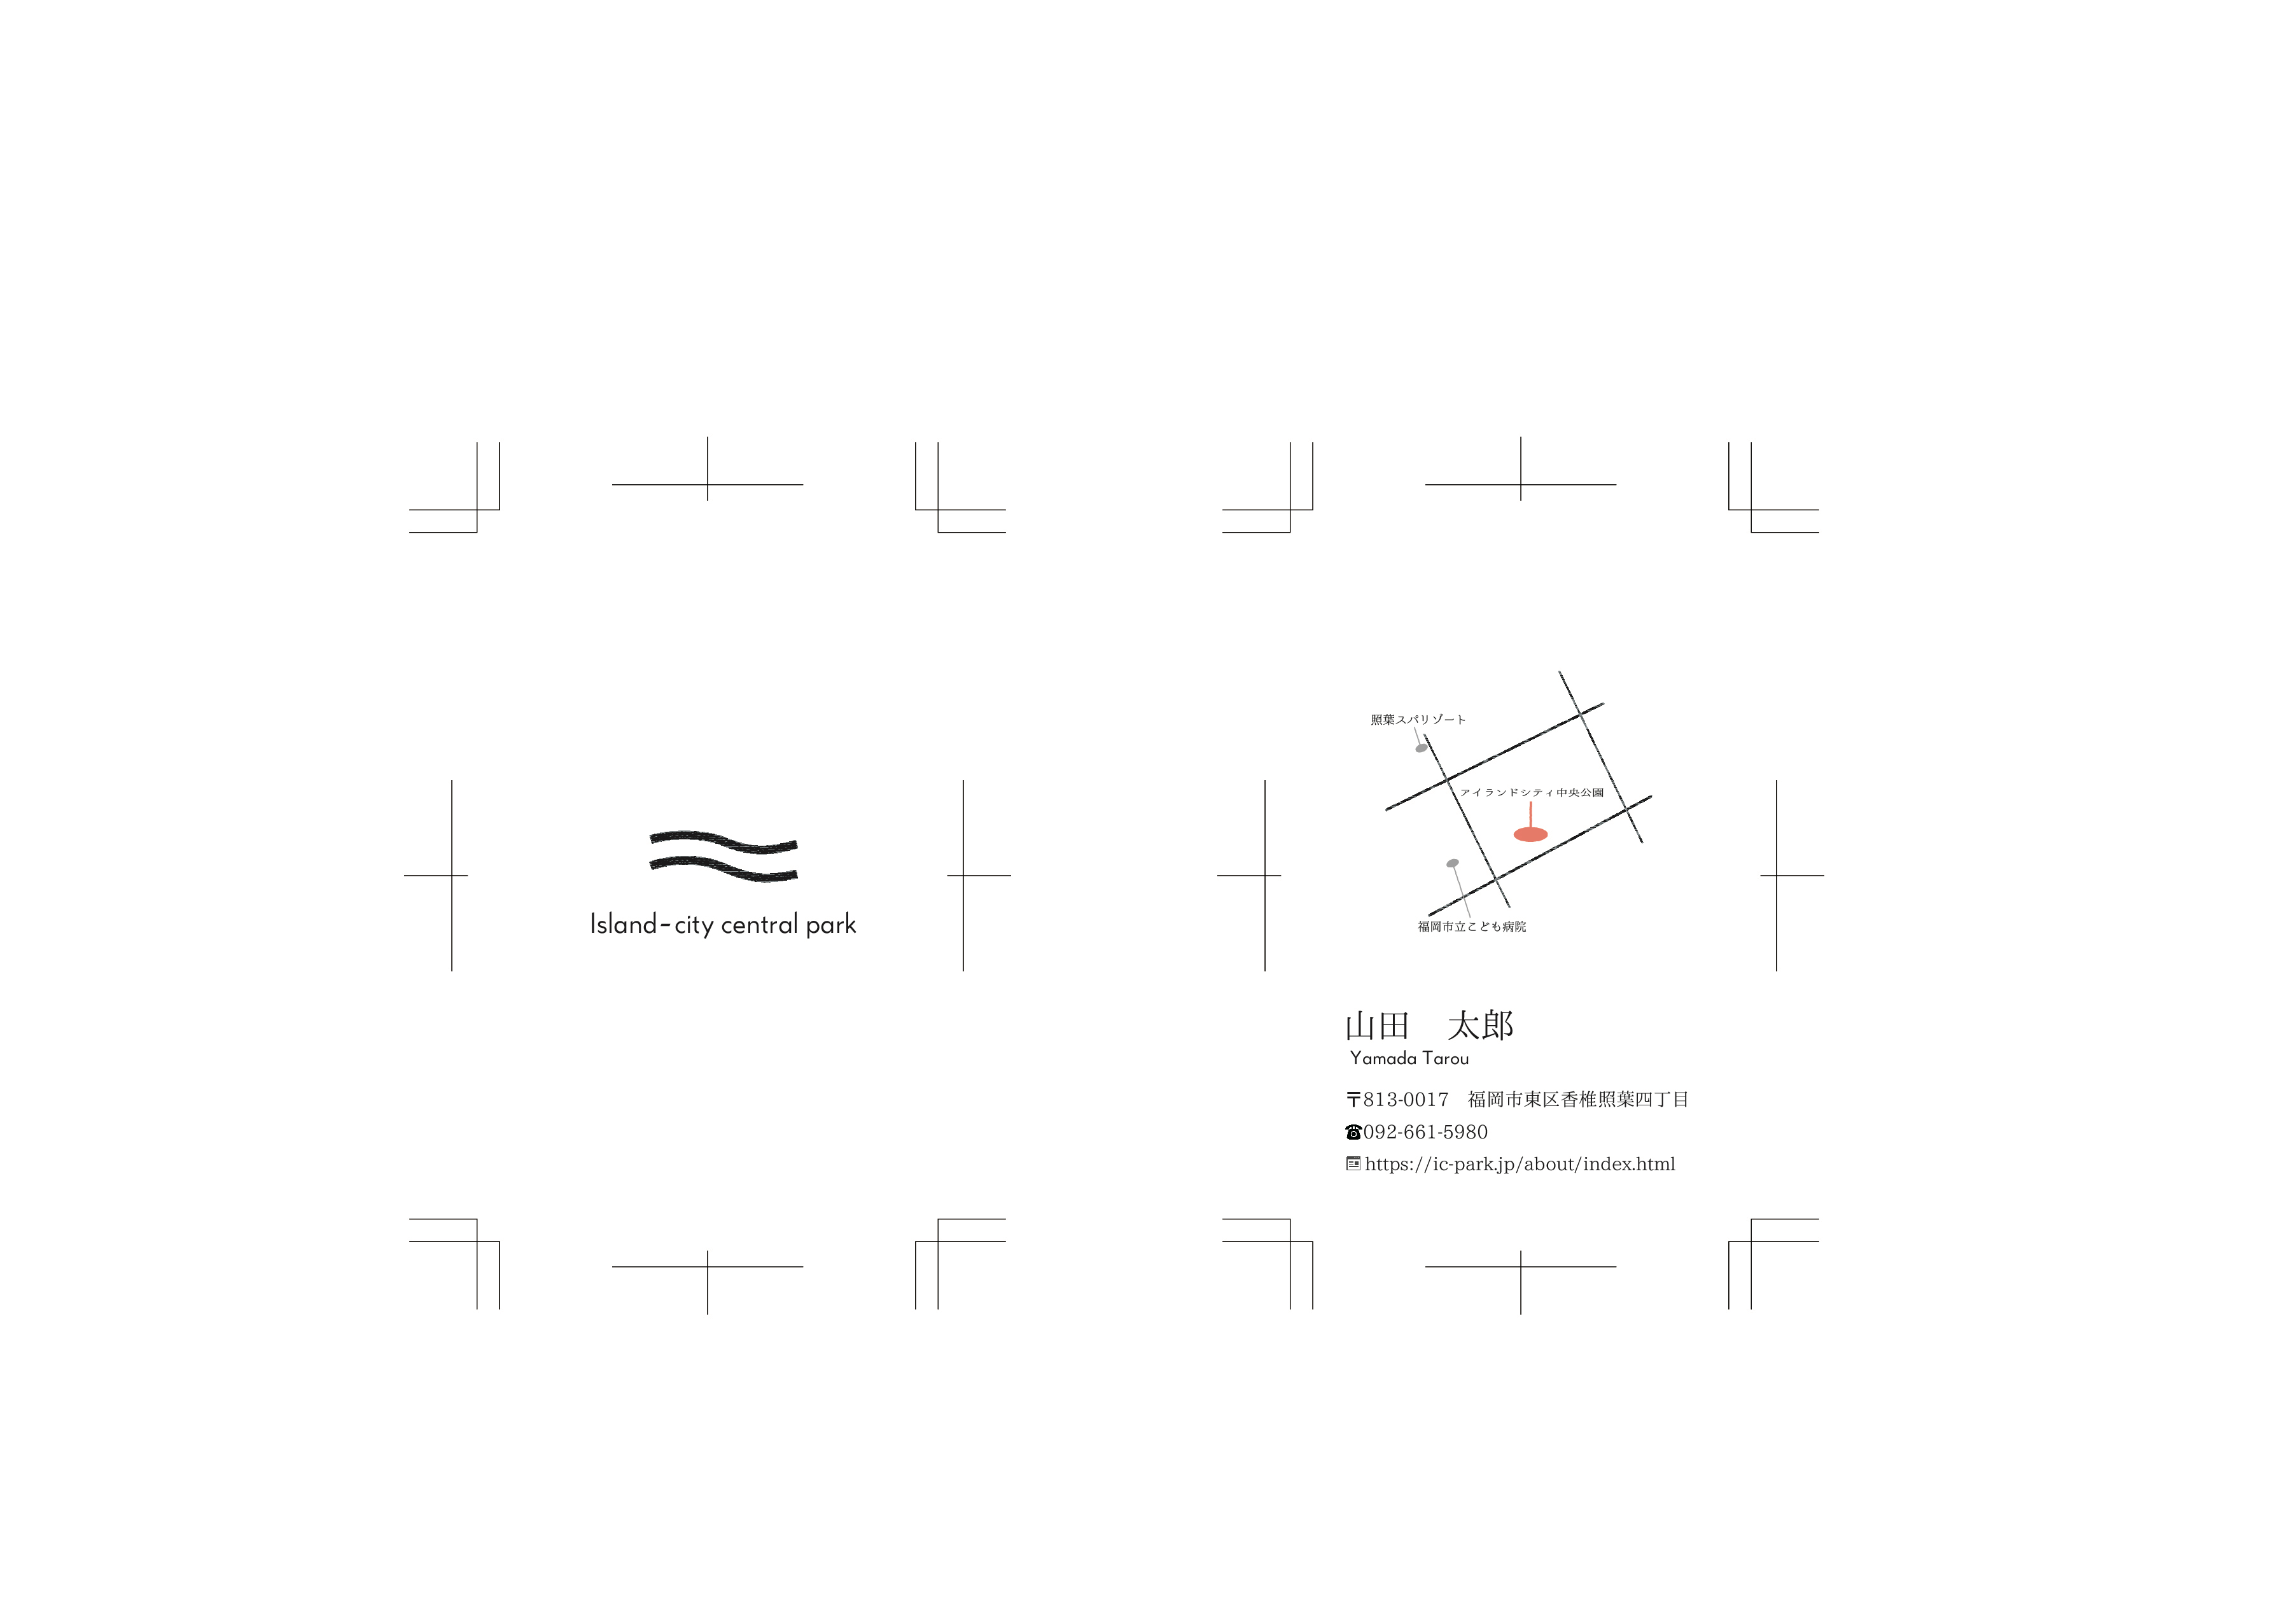 Island-city central park
照葉スパリゾート
アイランドシティ中央公園
福岡市立こども病院
山田　太郎
Yamada Tarou
〒813-0017　福岡市東区香椎照葉四丁目
☎092-661-5980
https://ic-park.jp/about/index.html